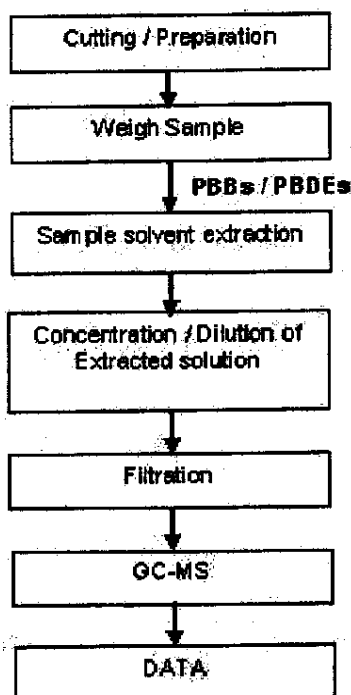 Cutting / Preparation
Weigh Sample
PBBs / PBDEs
Sample solvent extraction
Concentration / Dilution of
Extracted solution
Filtration
GC-MS
DATA